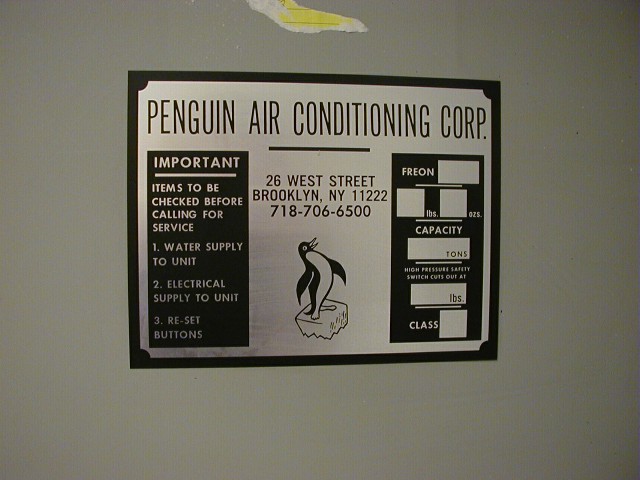 PENGUIN AIR CONDITIONING CORP.
IMPORTANT
ITEMS TO BE
CHECKED BEFORE
CALLING FOR
SERVICE
1. WATER SUPPLY
TO UNIT
2. ELECTRICAL
SUPPLY TO UNIT
3. RE-SET
BUTTONS
26 WEST STREET
BROOKLYN, NY 11222
718-706-6500
FREON
lbs. ozs.
CAPACITY
TONS
HIGH PRESSURE SAFETY
SWITCH CUTS OUT AT
lbs.
CLASS